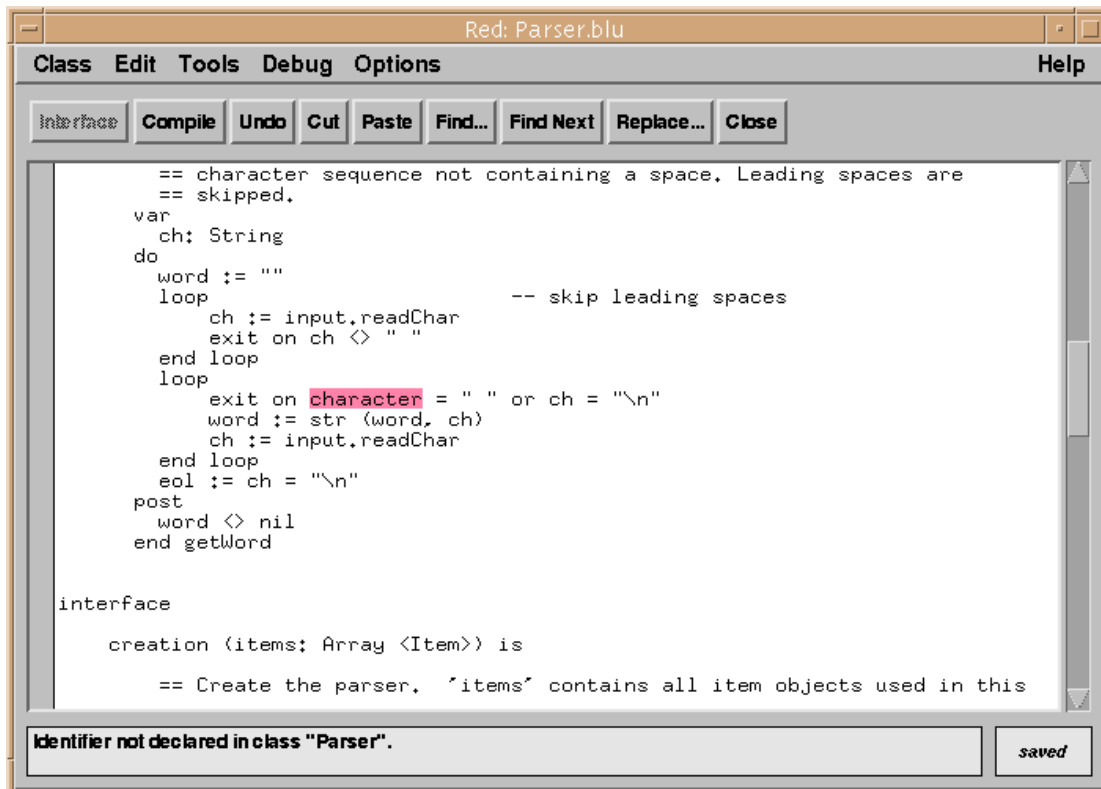 Red: Parser.blu
Class Edit Tools Debug Options Help
Interface Compile Undo Cut Paste Find... Find Next Replace... Close
== character sequence not containing a space. Leading spaces are
== skipped.
var
ch: String
do
word := ""
loop -- skip leading spaces
ch := input.readChar
exit on ch <> " "
end loop
loop
exit on character = " " or ch = "\n"
word := str (word, ch)
ch := input.readChar
end loop
eol := ch = "\n"
post
word <> nil
end getWord
interface
creation (items: Array <Item>) is
== Create the parser. ´items´ contains all item objects used in this
Identifier not declared in class "Parser".
saved